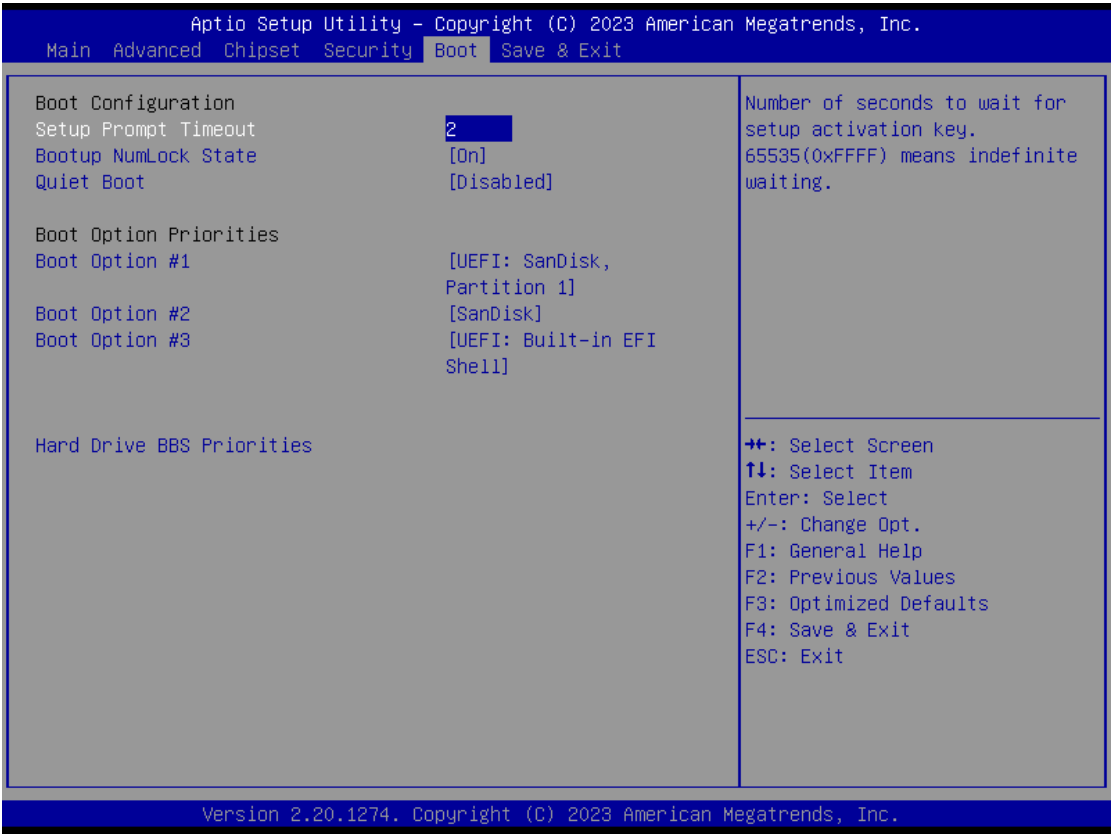 Aptio Setup Utility – Copyright (C) 2023 American Megatrends, Inc.
Main Advanced Chipset Security Boot Save & Exit
Boot Configuration
Setup Prompt Timeout 2
Bootup NumLock State [On]
Quiet Boot [Disabled]
Boot Option Priorities
Boot Option #1 [UEFI: SanDisk,
Partition 1]
Boot Option #2 [SanDisk]
Boot Option #3 [UEFI: Built-in EFI
Shell]
Hard Drive BBS Priorities
Number of seconds to wait for
setup activation key.
65535(0xFFFF) means indefinite
waiting.
→←: Select Screen
↑↓: Select Item
Enter: Select
+/-: Change Opt.
F1: General Help
F2: Previous Values
F3: Optimized Defaults
F4: Save & Exit
ESC: Exit
Version 2.20.1274. Copyright (C) 2023 American Megatrends, Inc.